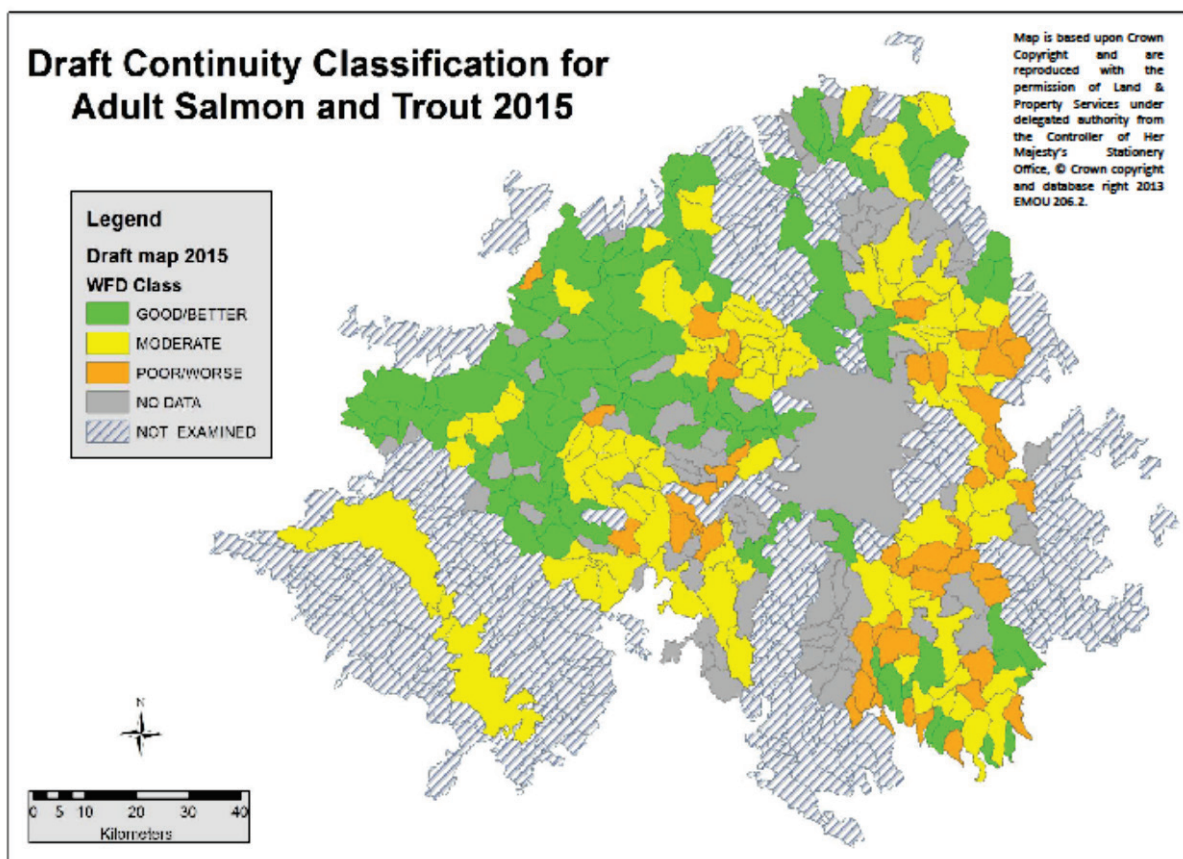 Draft Continuity Classification for
Adult Salmon and Trout 2015
Map is based upon Crown
Copyright and are
reproduced with the
permission of Land &
Property Services under
delegated authority from
the Controller of Her
Majesty's Stationery
Office, © Crown copyright
and database right 2013
EMOU 206.2.
Legend
Draft map 2015
WFD Class
GOOD/BETTER
MODERATE
POOR/WORSE
NO DATA
NOT EXAMINED
N
0 5 10 20 30 40
Kilometers